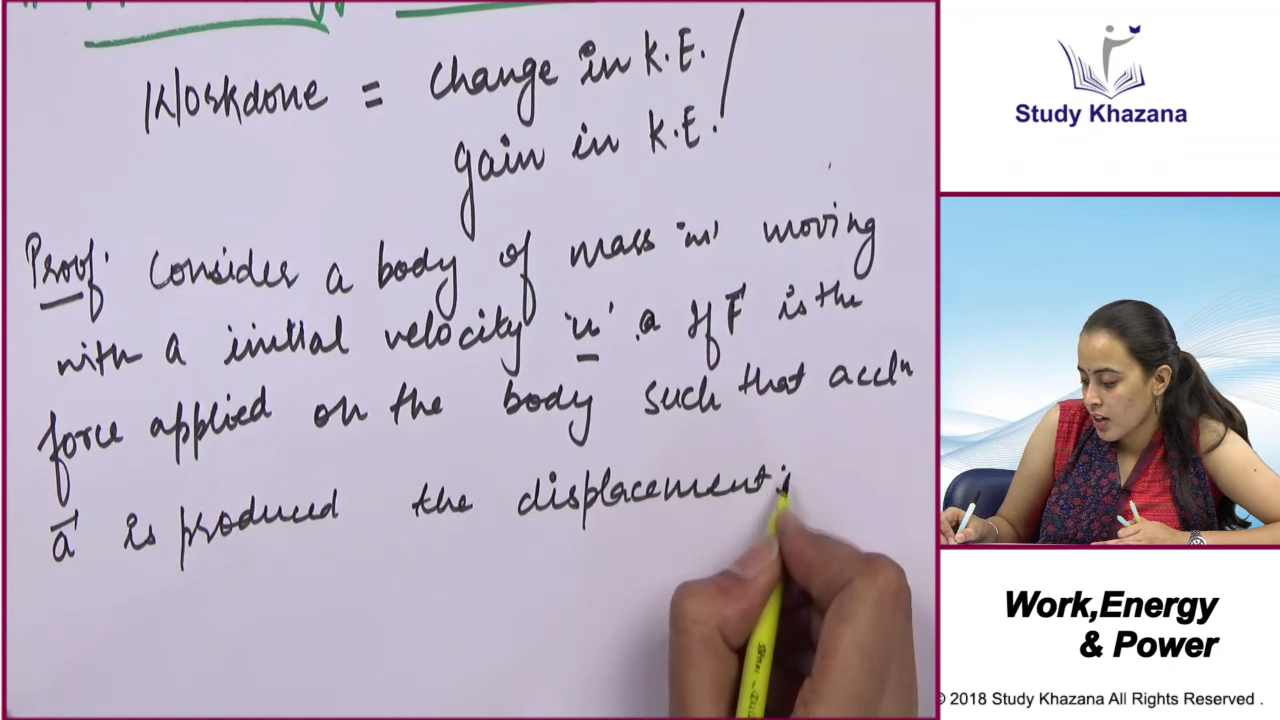 Workdone = change in K.E. /
gain in K.E.
Proof. Consider a body of mass 'm' moving
with a initial velocity 'u' . a If F⃗ is the
force applied on the body such that accln
a⃗ is produced the displacement i
Study Khazana
Work,Energy
& Power
© 2018 Study Khazana All Rights Reserved .